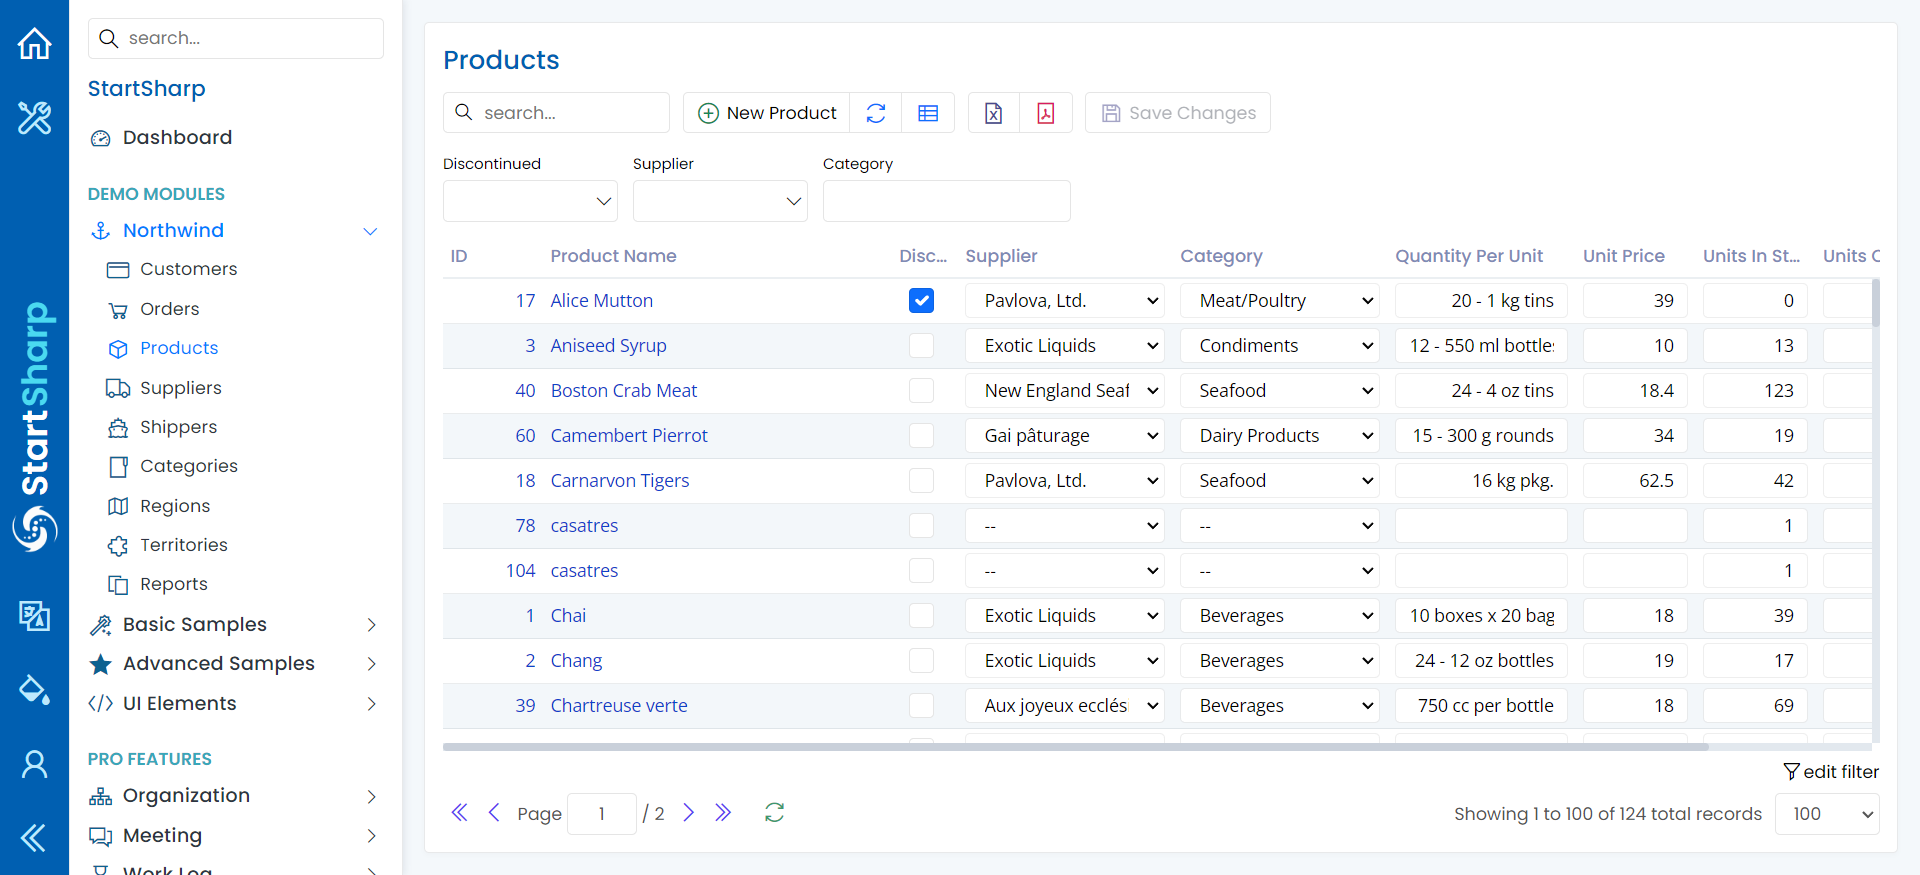 StartSharp
search...
StartSharp
Dashboard
DEMO MODULES
Northwind
Customers
Orders
Products
Suppliers
Shippers
Categories
Regions
Territories
Reports
Basic Samples
Advanced Samples
UI Elements
PRO FEATURES
Organization
Meeting
Work Log
Products
search... New Product Save Changes
Discontinued Supplier Category
ID Product Name Disc... Supplier Category Quantity Per Unit Unit Price Units In St... Units
17 Alice Mutton Pavlova, Ltd. Meat/Poultry 20 - 1 kg tins 39 0
3 Aniseed Syrup Exotic Liquids Condiments 12 - 550 ml bottles 10 13
40 Boston Crab Meat New England Seaf Seafood 24 - 4 oz tins 18.4 123
60 Camembert Pierrot Gai pâturage Dairy Products 15 - 300 g rounds 34 19
18 Carnarvon Tigers Pavlova, Ltd. Seafood 16 kg pkg. 62.5 42
78 casatres -- -- 1
104 casatres -- -- 1
1 Chai Exotic Liquids Beverages 10 boxes x 20 bag 18 39
2 Chang Exotic Liquids Beverages 24 - 12 oz bottles 19 17
39 Chartreuse verte Aux joyeux ecclési Beverages 750 cc per bottle 18 69
edit filter
Page 1 / 2 Showing 1 to 100 of 124 total records 100